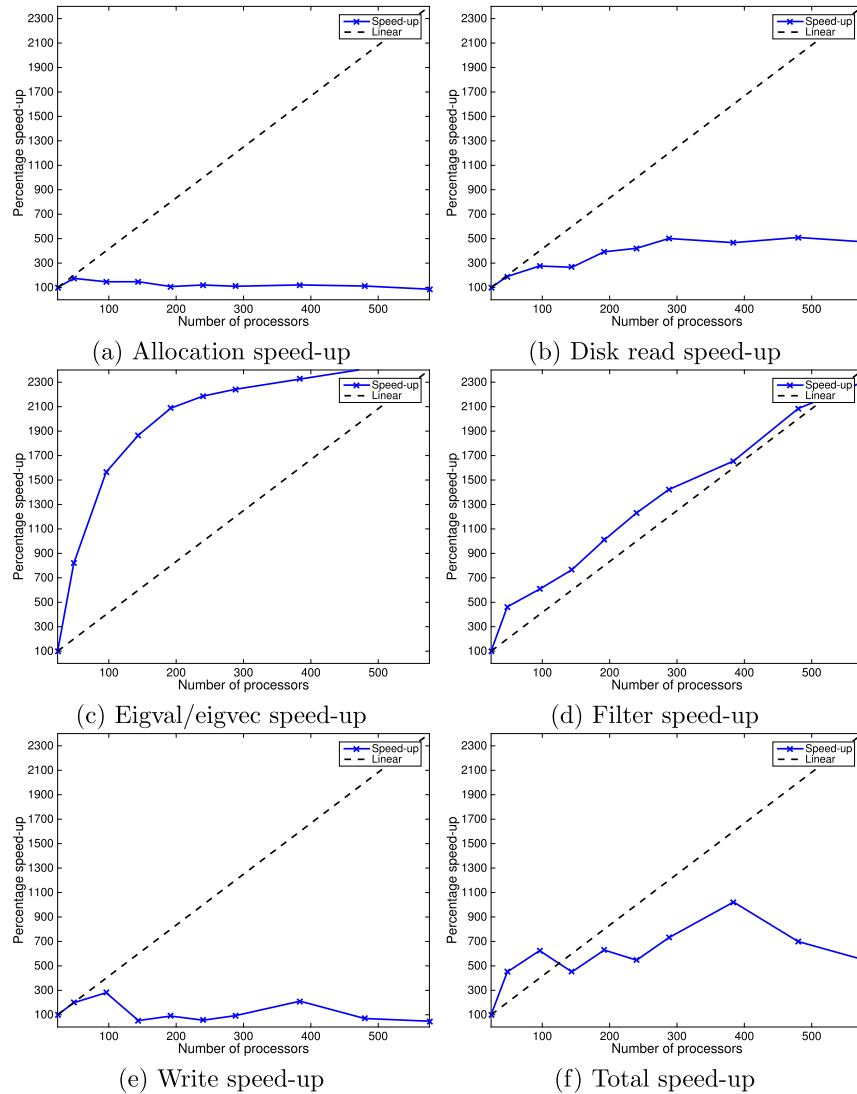 2300
2100
1900
1700
1500
1300
1100
900
700
500
300
100
Percentage speed-up
Speed-up
Linear
100 200 300 400 500
Number of processors
(a) Allocation speed-up
2300
2100
1900
1700
1500
1300
1100
900
700
500
300
100
Percentage speed-up
Speed-up
Linear
100 200 300 400 500
Number of processors
(b) Disk read speed-up
2300
2100
1900
1700
1500
1300
1100
900
700
500
300
100
Percentage speed-up
Speed-up
Linear
100 200 300 400 500
Number of processors
(c) Eigval/eigvec speed-up
2300
2100
1900
1700
1500
1300
1100
900
700
500
300
100
Percentage speed-up
Speed-up
Linear
100 200 300 400 500
Number of processors
(d) Filter speed-up
2300
2100
1900
1700
1500
1300
1100
900
700
500
300
100
Percentage speed-up
Speed-up
Linear
100 200 300 400 500
Number of processors
(e) Write speed-up
2300
2100
1900
1700
1500
1300
1100
900
700
500
300
100
Percentage speed-up
Speed-up
Linear
100 200 300 400 500
Number of processors
(f) Total speed-up